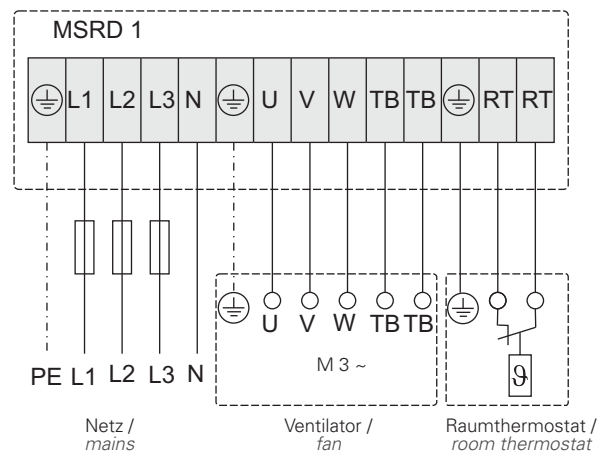 MSRD 1
L1 L2 L3 N U V W TB TB RT RT
U V W TB TB
M 3 ~
ϑ
PE L1 L2 L3 N
Netz / Ventilator / Raumthermostat /
mains fan room thermostat